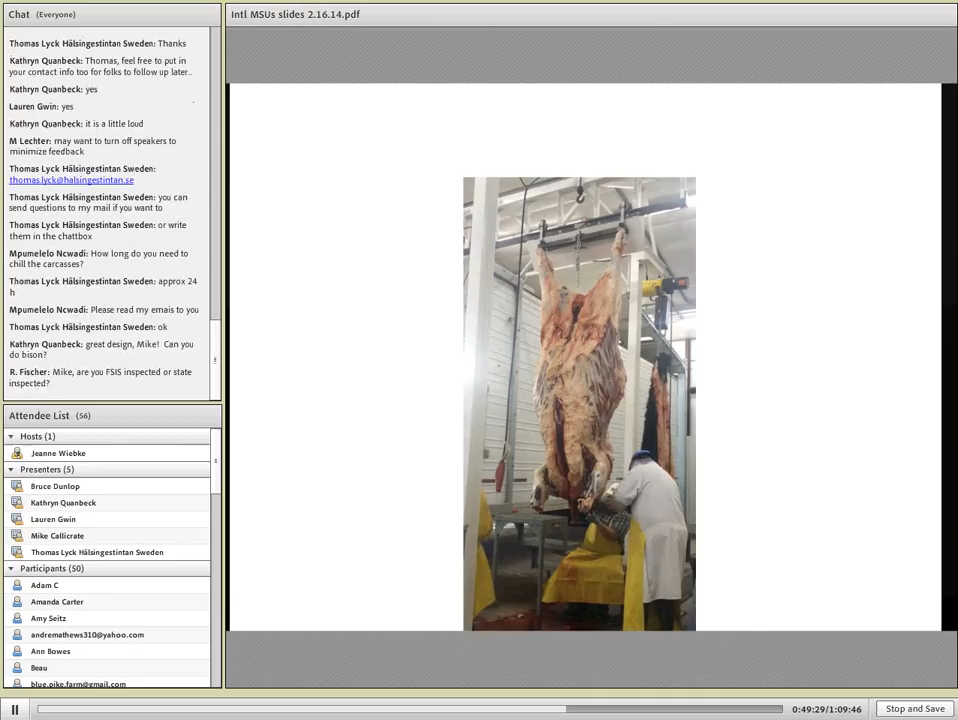 Chat (Everyone)
Thomas Lyck Hälsingestintan Sweden: Thanks
Kathryn Quanbeck: Thomas, feel free to put in
your contact info too for folks to follow up later..
Kathryn Quanbeck: yes
Lauren Gwin: yes
Kathryn Quanbeck: it is a little loud
M Lechter: may want to turn off speakers to
minimize feedback
Thomas Lyck Hälsingestintan Sweden:
thomas.lyck@halsingestintan.se
Thomas Lyck Hälsingestintan Sweden: you can
send questions to my mail if you want to
Thomas Lyck Hälsingestintan Sweden: or write
them in the chattbox
Mpumelelo Ncwadi: How long do you need to
chill the carcasses?
Thomas Lyck Hälsingestintan Sweden: approx 24
h
Mpumelelo Ncwadi: Please read my emais to you
Thomas Lyck Hälsingestintan Sweden: ok
Kathryn Quanbeck: great design, Mike! Can you
do bison?
R. Fischer: Mike, are you FSIS inspected or state
inspected?
Attendee List (56)
Hosts (1)
Jeanne Wiebke
Presenters (5)
Bruce Dunlop
Kathryn Quanbeck
Lauren Gwin
Mike Callicrate
Thomas Lyck Hälsingestintan Sweden
Participants (50)
Adam C
Amanda Carter
Amy Seitz
andremathews310@yahoo.com
Ann Bowes
Beau
blue.pike.farm@gmail.com
Intl MSUs slides 2.16.14.pdf
0:49:29/1:09:46
Stop and Save